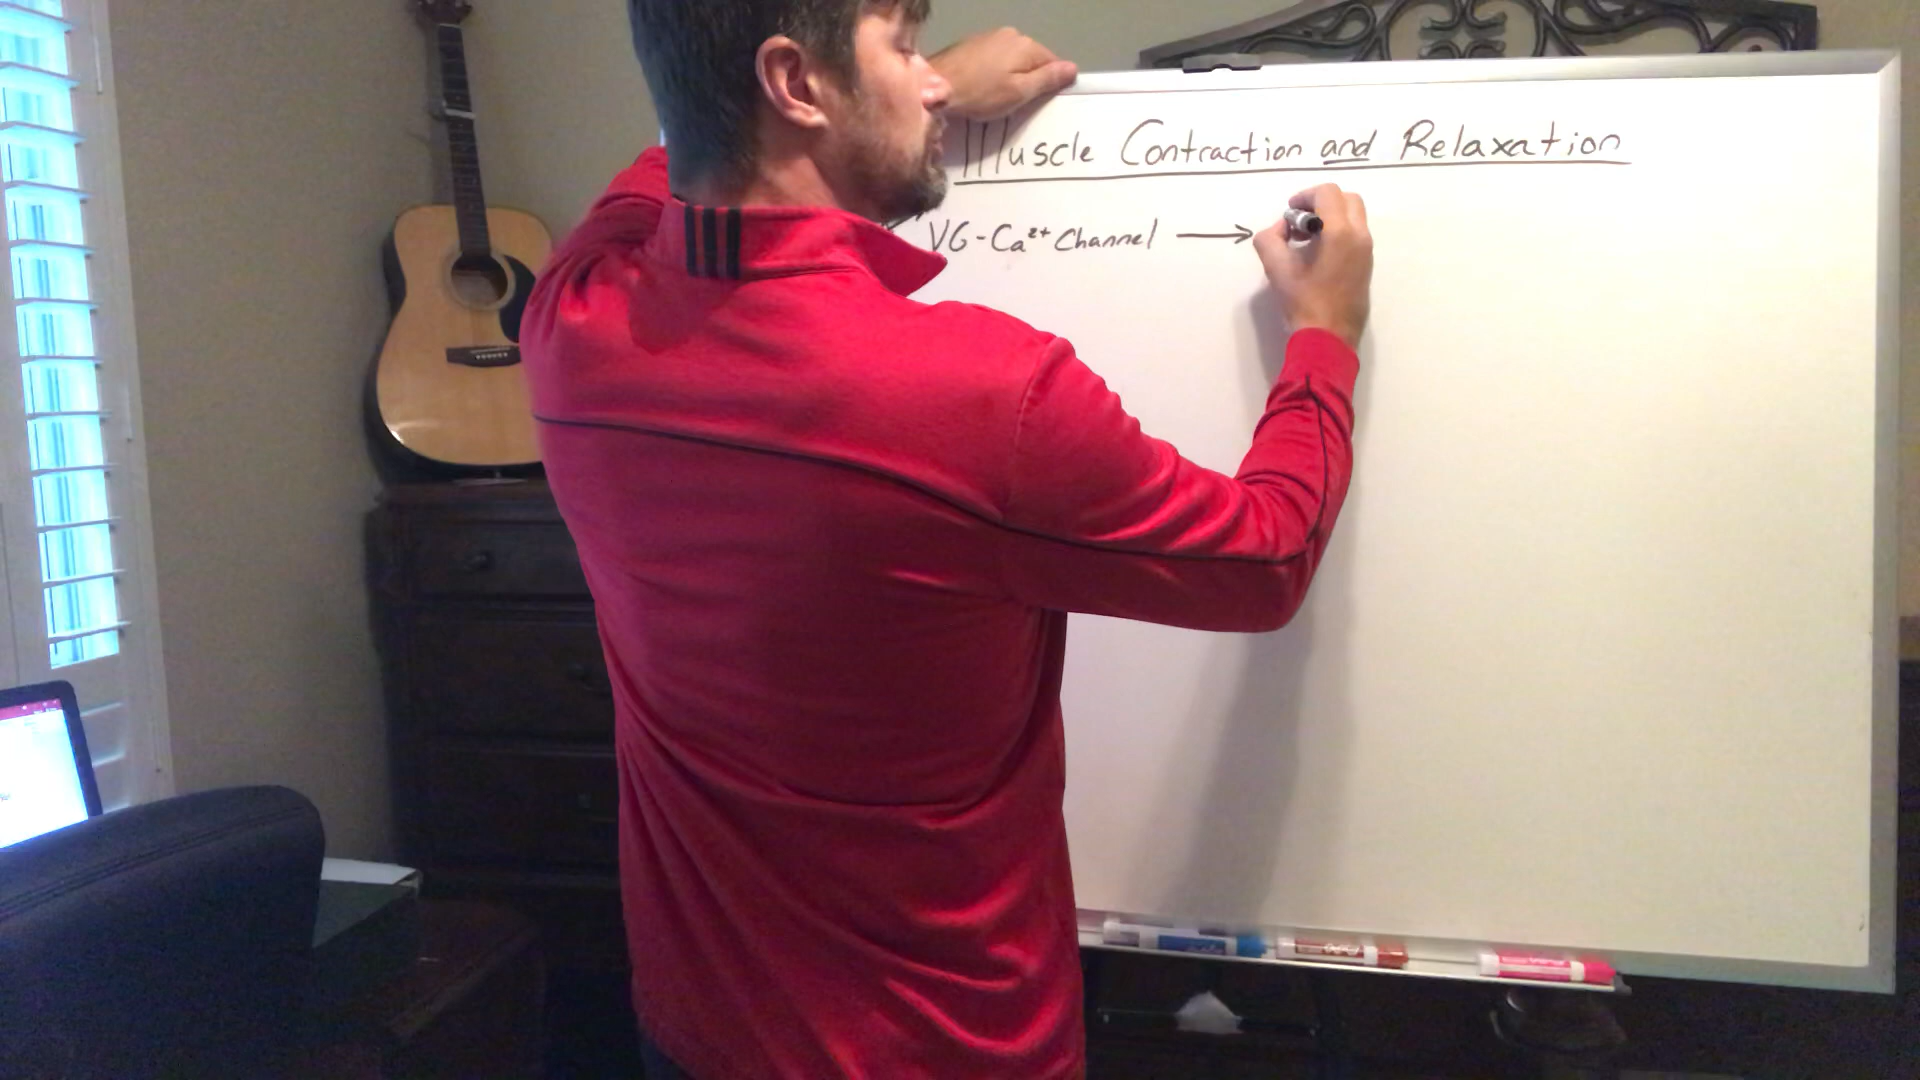 Muscle Contraction and Relaxation
VG-Ca²⁺ Channel →